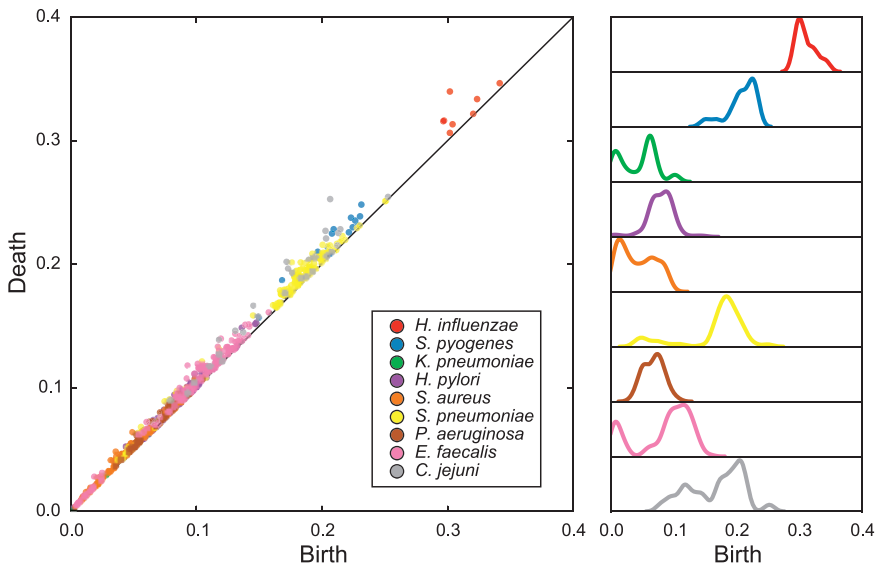 0.4
0.3
0.2
0.1
0.0
Death
0.0 0.1 0.2 0.3 0.4
Birth
H. influenzae
S. pyogenes
K. pneumoniae
H. pylori
S. aureus
S. pneumoniae
P. aeruginosa
E. faecalis
C. jejuni
0.0 0.1 0.2 0.3 0.4
Birth